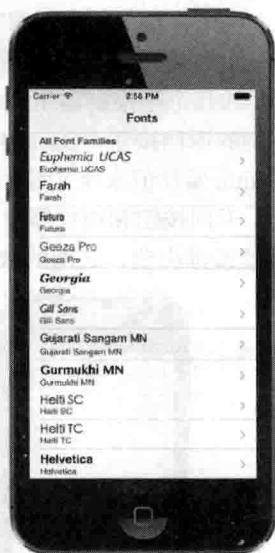 Carrier 2:56 PM
Fonts
All Font Families
Euphemia UCAS
Euphemia UCAS
Farah
Farah
Futura
Futura
Geeza Pro
Geeza Pro
Georgia
Georgia
Gill Sans
Gill Sans
Gujarati Sangam MN
Gujarati Sangam MN
Gurmukhi MN
Gurmukhi MN
Heiti SC
Heiti SC
Heiti TC
Heiti TC
Helvetica
Helvetica